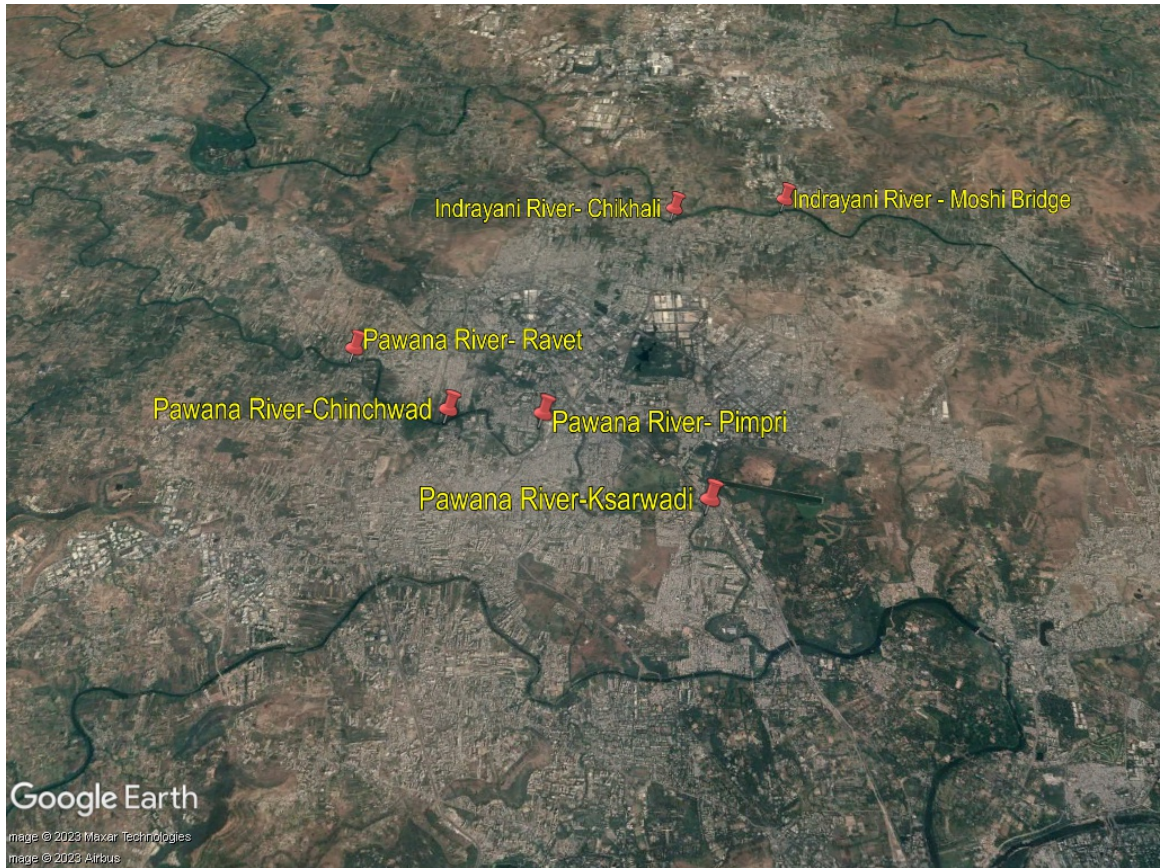 Indrayani River- Chikhali
Indrayani River - Moshi Bridge
Pawana River- Ravet
Pawana River-Chinchwad
Pawana River- Pimpri
Pawana River-Ksarwadi
Google Earth
mage © 2023 Maxar Technologies
mage © 2023 Airbus